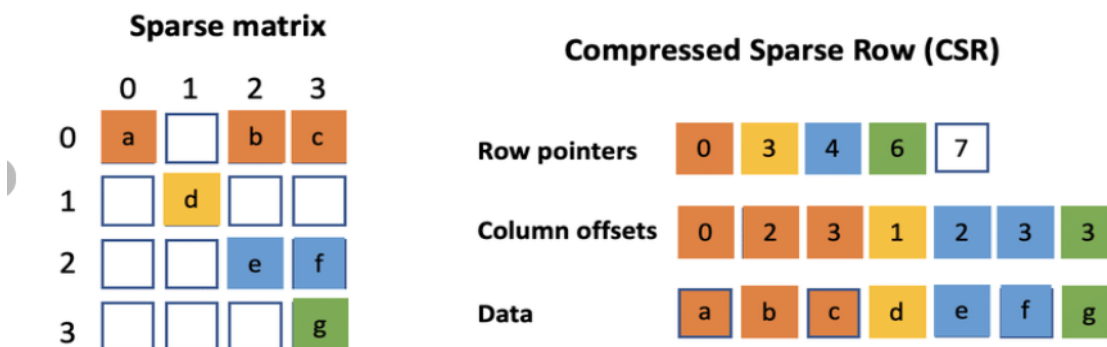 Sparse matrix
0 1 2 3
0 a b c
1 d
2 e f
3 g
Compressed Sparse Row (CSR)
Row pointers 0 3 4 6 7
Column offsets 0 2 3 1 2 3 3
Data a b c d e f g